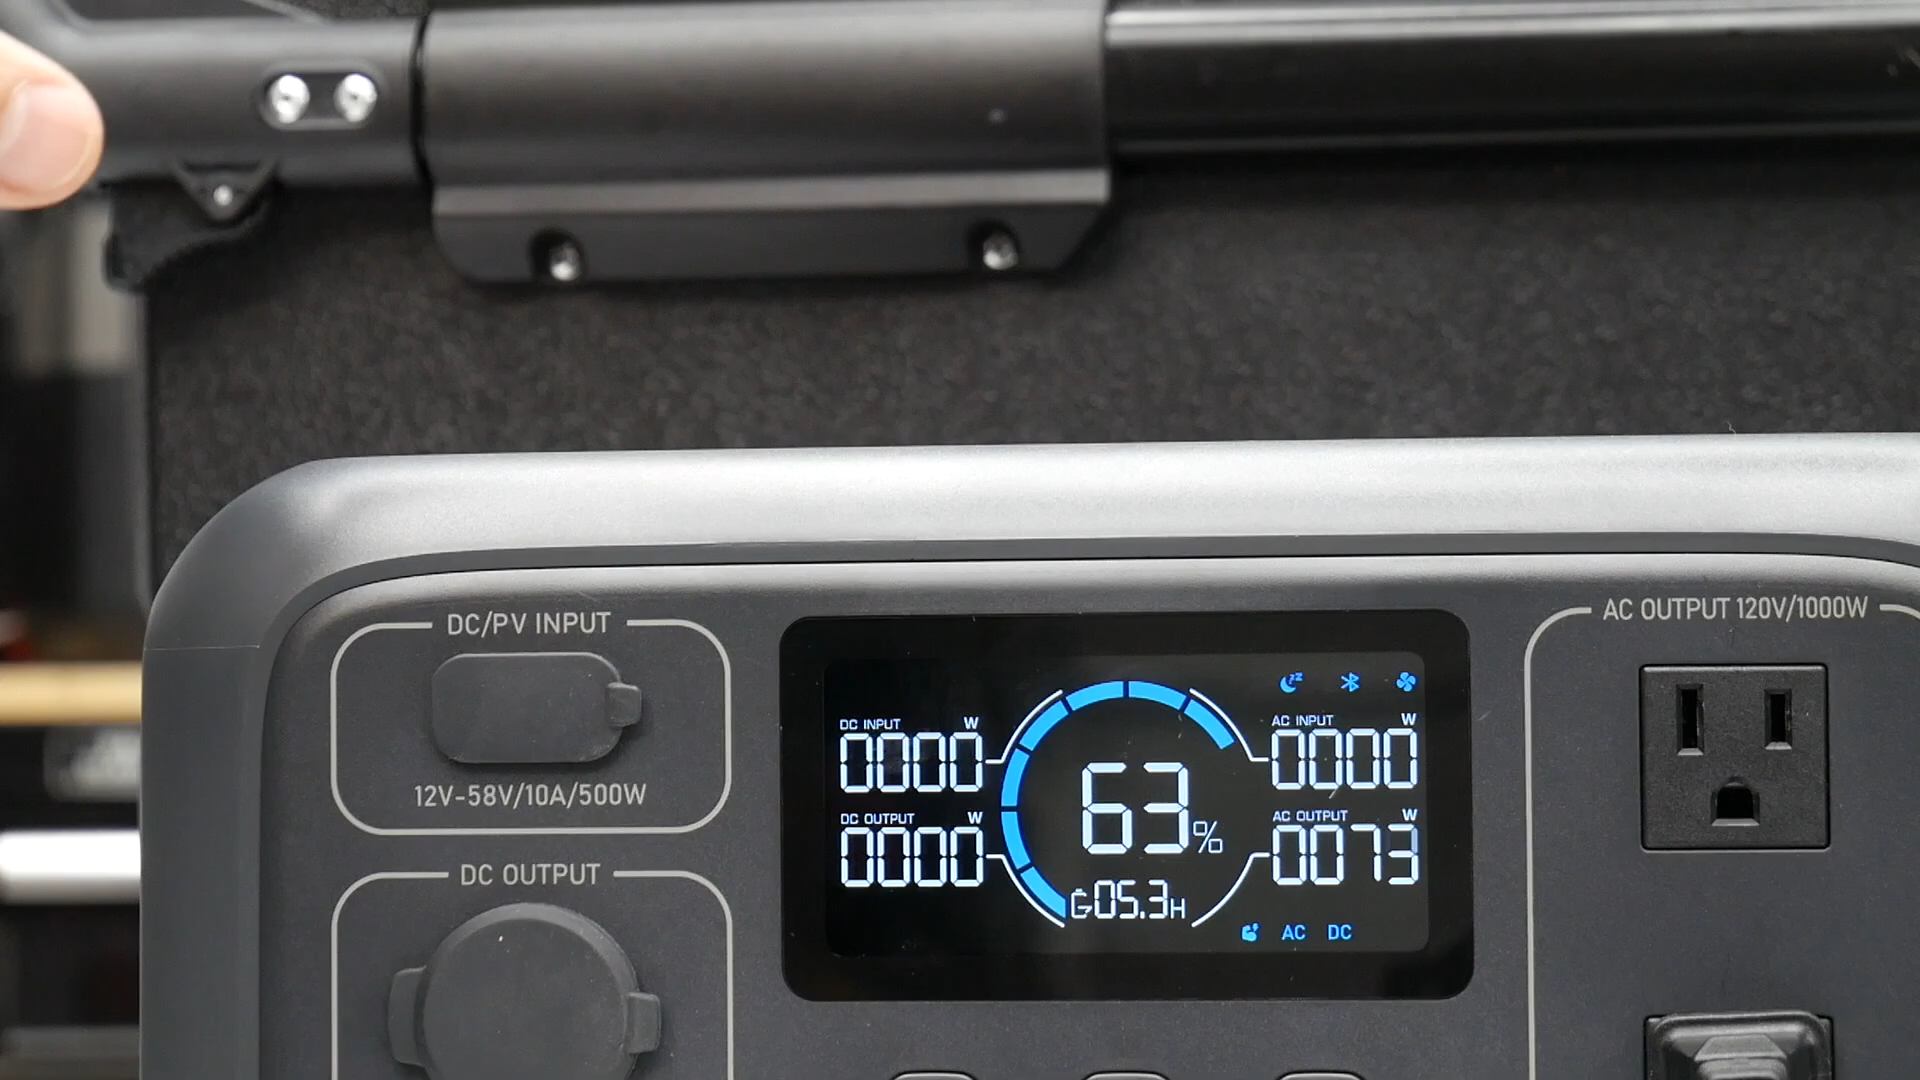 DC/PV INPUT
12V-58V/10A/500W
DC OUTPUT
DC INPUT W
0000
DC OUTPUT W
0000
63%
05.3H
zz
AC INPUT W
0000
AC OUTPUT W
0073
AC DC
AC OUTPUT 120V/1000W